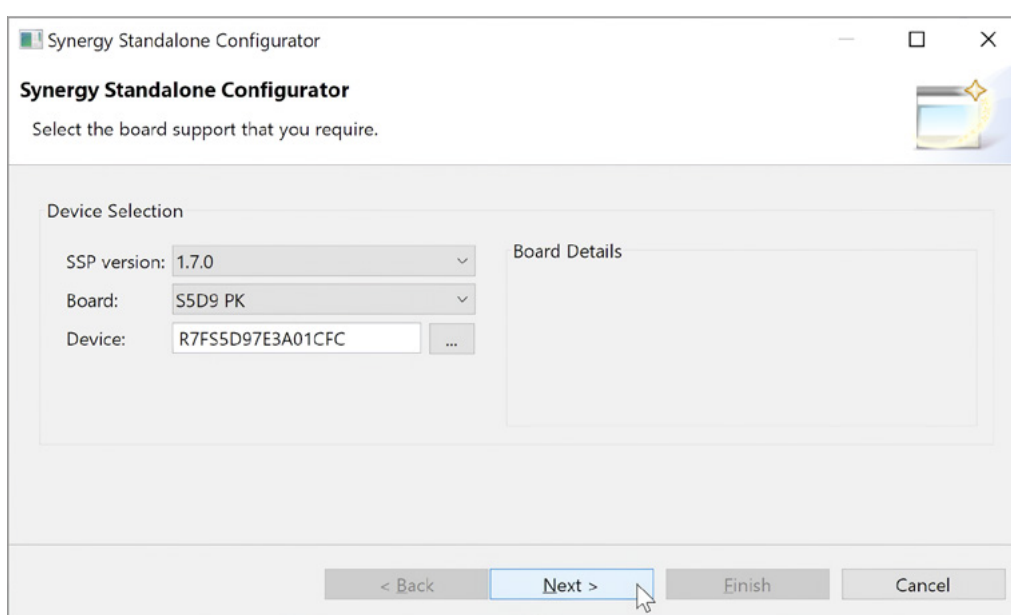 Synergy Standalone Configurator
Synergy Standalone Configurator
Select the board support that you require.
Device Selection
SSP version: 1.7.0
Board: S5D9 PK
Device: R7FS5D97E3A01CFC ...
Board Details
< Back Next > Finish Cancel